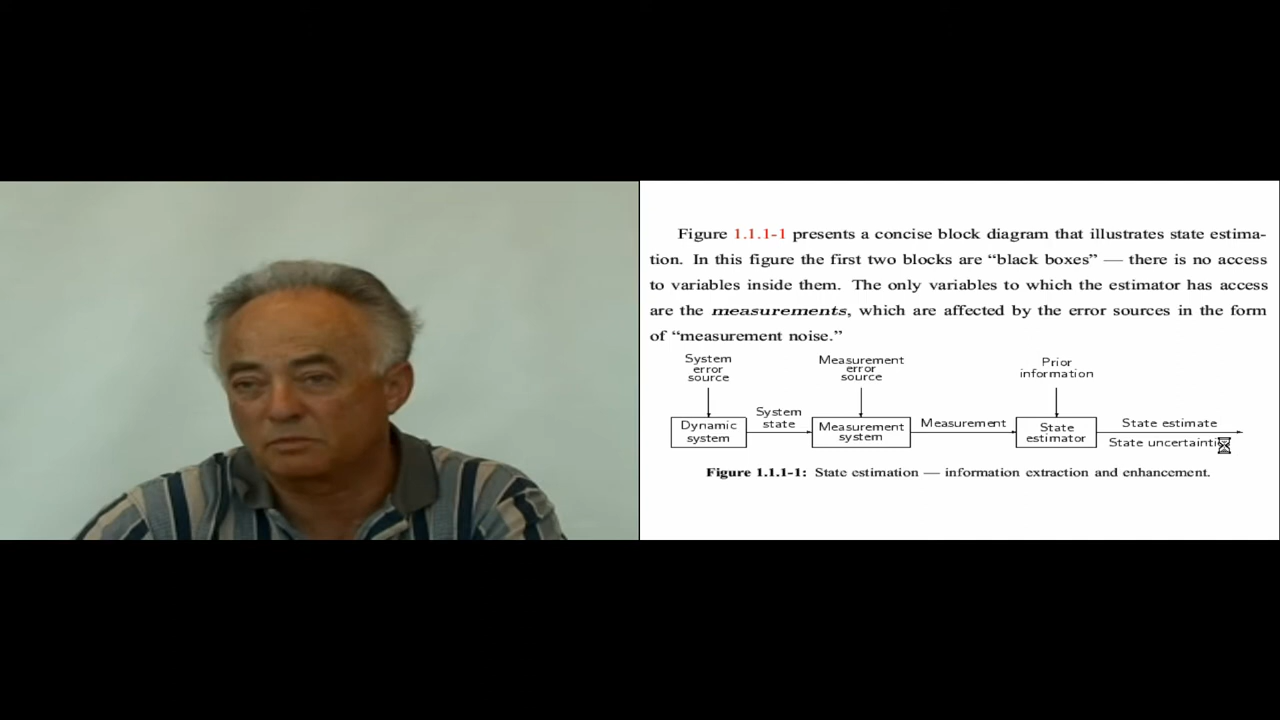 Figure 1.1.1-1 presents a concise block diagram that illustrates state estima-
tion. In this figure the first two blocks are “black boxes” — there is no access
to variables inside them. The only variables to which the estimator has access
are the measurements, which are affected by the error sources in the form
of “measurement noise.”
System
error
source
Measurement
error
source
Prior
information
Dynamic
system
System
state
Measurement
system
Measurement
State
estimator
State estimate
State
Figure 1.1.1-1: State estimation — information extraction and enhancement.